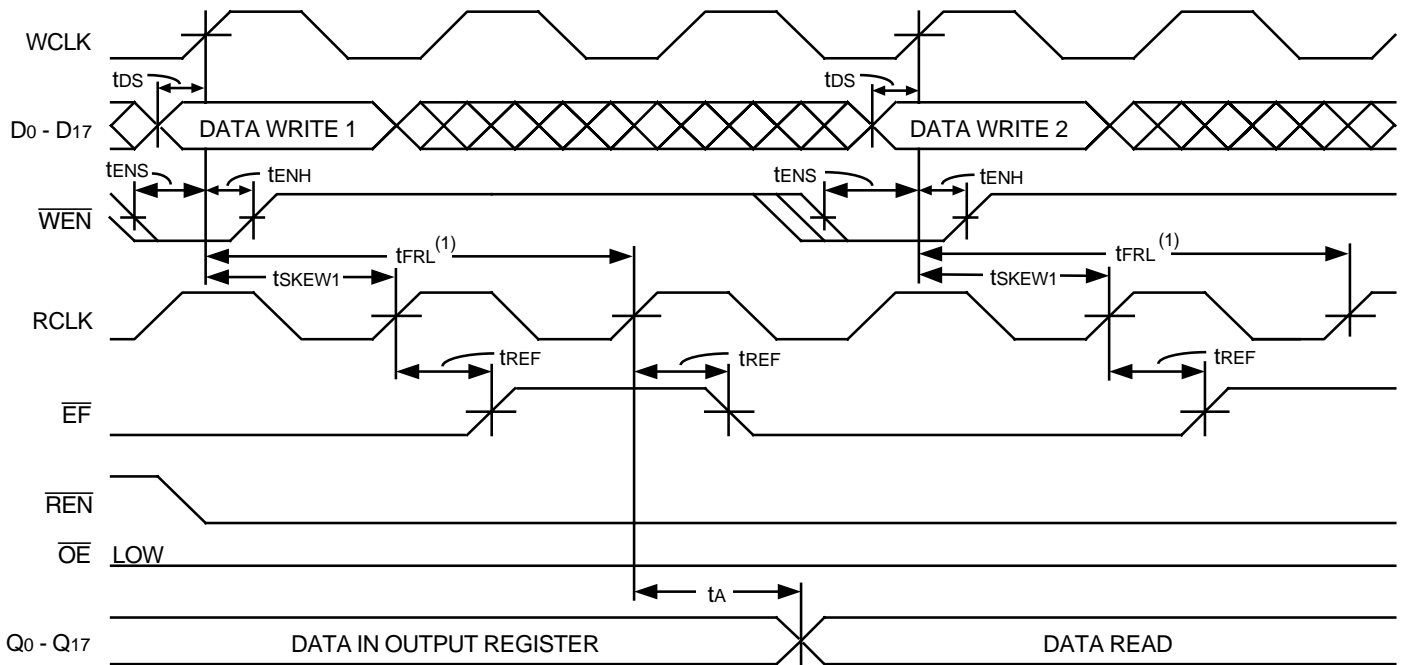 WCLK
tDS tDS
D0 - D17 DATA WRITE 1 DATA WRITE 2
tENS tENH tENS tENH
WEN
tFRL(1) tFRL(1)
tSKEW1 tSKEW1
RCLK
tREF tREF tREF
EF
REN
OE LOW
tA
Q0 - Q17 DATA IN OUTPUT REGISTER DATA READ